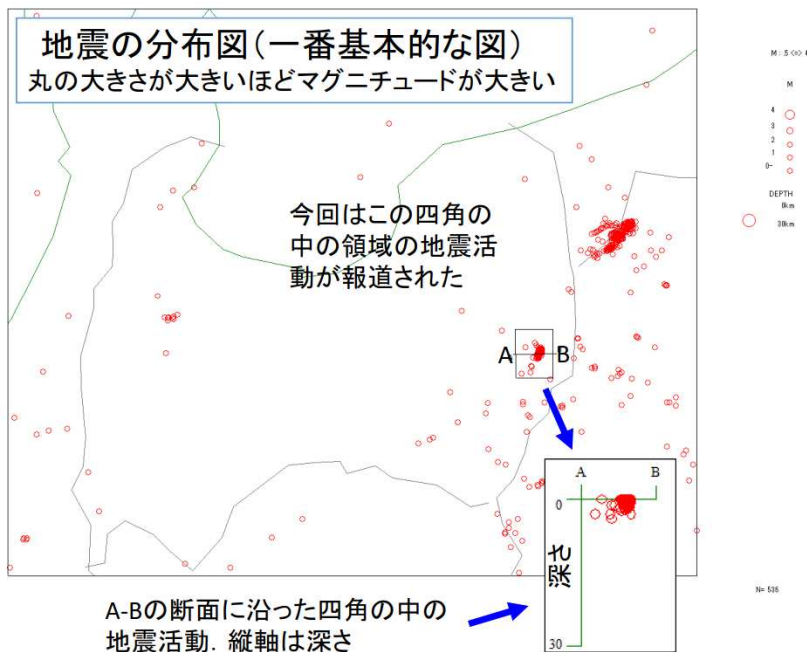 地震の分布図(一番基本的な図)
丸の大きさが大きいほどマグニチュードが大きい
M : .5 <=> 4
M
4
3
2
1
0-
DEPTH
0km
30km
今回はこの四角の
中の領域の地震活
動が報道された
A B
A B
0
深さ
30
N= 536
A-Bの断面に沿った四角の中の
地震活動. 縦軸は深さ